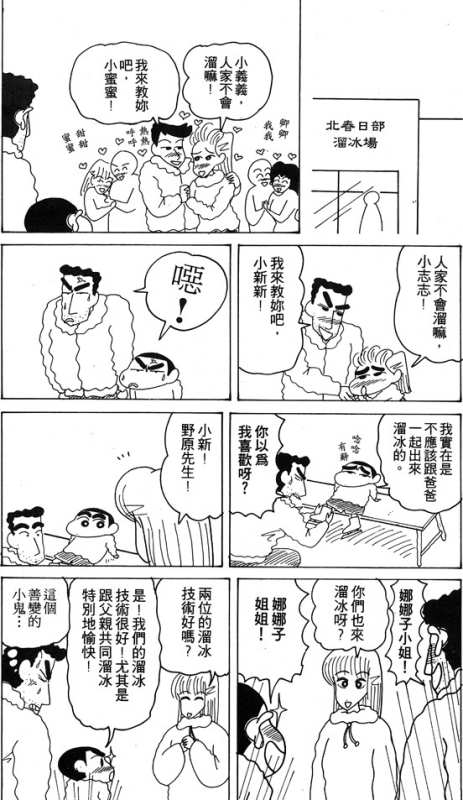 北春日部
溜冰場
小義義，
人家不會
溜嘛！
我來教妳
吧，
小蜜蜜！
卿卿
我我
熱熱
呼呼
甜甜
蜜蜜
人家不會溜嘛，
小志志！
我來教妳吧，
小新新！
噁！
我實在是
不應該跟爸爸
一起出來
溜冰的。
哈哈
你以為
我喜歡呀？
小新！
野原先生！
娜娜子小姐！
你們也來
溜冰呀？
娜娜子
姐姐！
兩位的溜冰
技術好嗎？
是！我們的溜冰
技術很好！尤其是
跟父親共同溜冰
特別地愉快！
這個
善變的
小鬼…